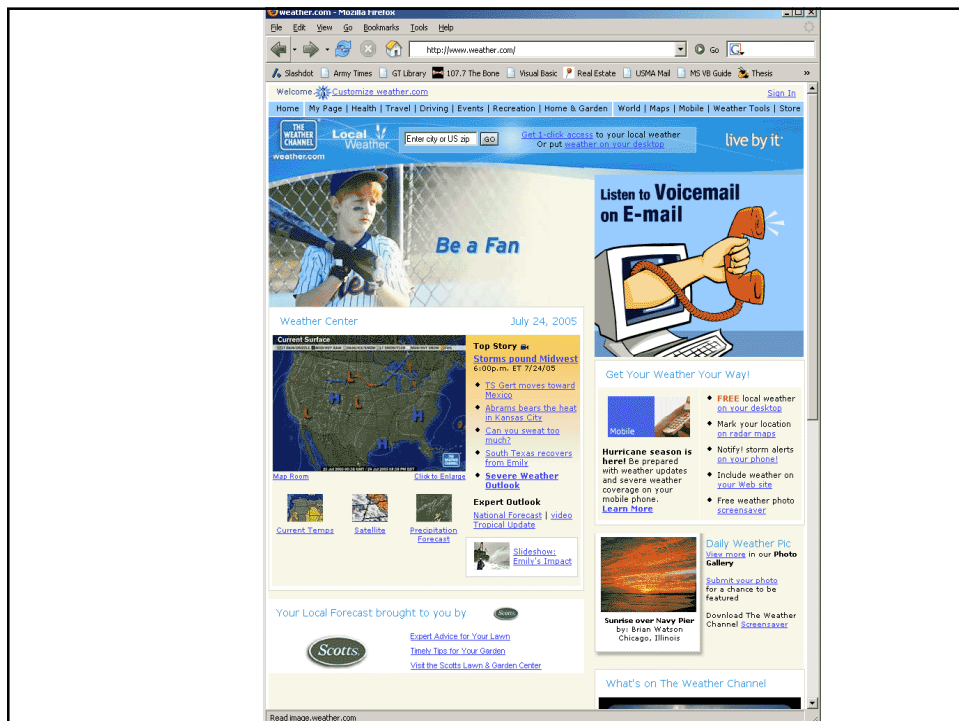 weather.com - Mozilla Firefox
File Edit View Go Bookmarks Tools Help
http://www.weather.com/ Go
Slashdot Army Times GT Library 107.7 The Bone Visual Basic Real Estate USMA Mail MS VB Guide Thesis »
Welcome. Customize weather.com Sign In
Home My Page | Health | Travel | Driving | Events | Recreation | Home & Garden World | Maps | Mobile | Weather Tools | Store
THE WEATHER CHANNEL
weather.com
Local Weather
Enter city or US zip GO
Get 1-click access to your local weather
Or put weather on your desktop
live by it
Be a Fan
Listen to Voicemail
on E-mail
Weather Center July 24, 2005
Current Surface
Map Room Click to Enlarge
Current Temps
Satellite
Precipitation
Forecast
Top Story
Storms pound Midwest
6:00p.m. ET 7/24/05
TS Gert moves toward
Mexico
Abrams bears the heat
in Kansas City
Can you sweat too
much?
South Texas recovers
from Emily
Severe Weather
Outlook
Expert Outlook
National Forecast | video
Tropical Update
Slideshow:
Emily's Impact
Your Local Forecast brought to you by Scotts
Scotts.
Expert Advice for Your Lawn
Timely Tips for Your Garden
Visit the Scotts Lawn & Garden Center
Get Your Weather Your Way!
Mobile
Hurricane season is
here! Be prepared
with weather updates
and severe weather
coverage on your
mobile phone.
Learn More
FREE local weather
on your desktop
Mark your location
on radar maps
Notify! storm alerts
on your phone!
Include weather on
your Web site
Free weather photo
screensaver
Sunrise over Navy Pier
by: Brian Watson
Chicago, Illinois
Daily Weather Pic
View more in our Photo
Gallery
Submit your photo
for a chance to be
featured
Download The Weather
Channel Screensaver
What's on The Weather Channel
Read image.weather.com